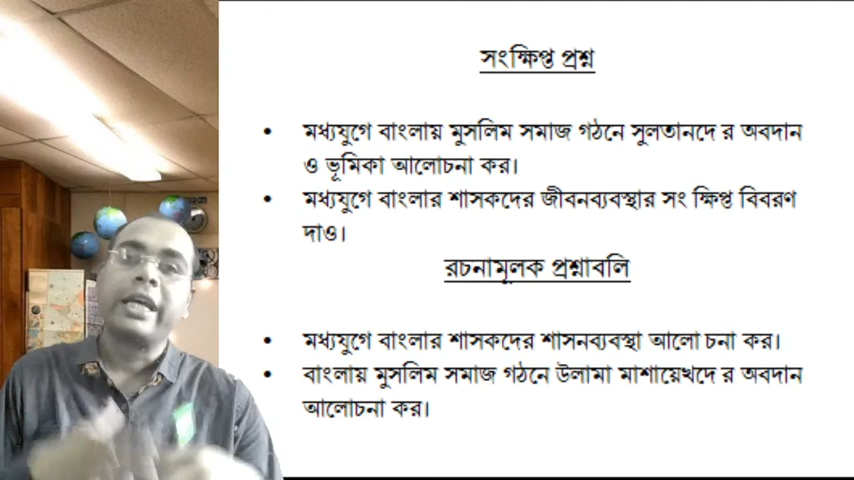 সংক্ষিপ্ত প্রশ্ন
• মধ্যযুগে বাংলায় মুসলিম সমাজ গঠনে সুলতানদে র অবদান
ও ভূমিকা আলোচনা কর।
• মধ্যযুগে বাংলার শাসকদের জীবনব্যবস্থার সং ক্ষিপ্ত বিবরণ
দাও।
রচনামূলক প্রশ্নাবলি
• মধ্যযুগে বাংলার শাসকদের শাসনব্যবস্থা আলো চনা কর।
• বাংলায় মুসলিম সমাজ গঠনে উলামা মাশায়েখদে র অবদান
আলোচনা কর।